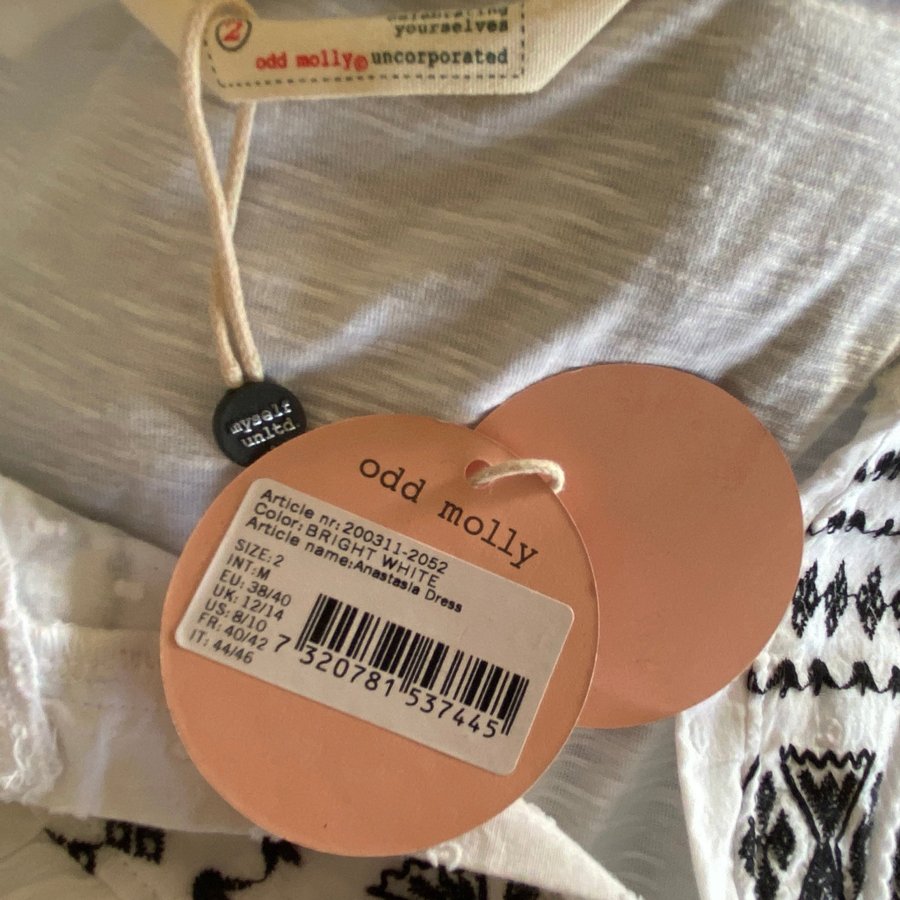 2
celebrating
yourselves
odd molly© uncorporated
myself
unltd.
odd molly
Article nr: 200311-2052
Color: BRIGHT WHITE
Article name: Anastasia Dress
SIZE: 2
INT: M
EU: 38/40
UK: 12/14
US: 8/10
FR: 40/42
IT: 44/46
7 320781 537445